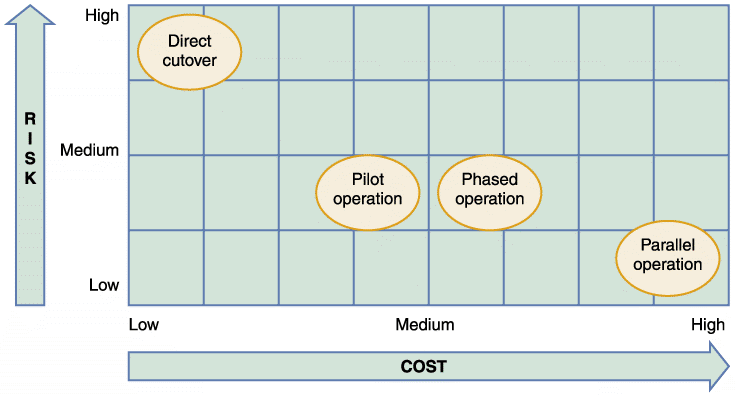 High
Direct
cutover
R
I
S
K
Medium
Pilot
operation
Phased
operation
Parallel
operation
Low
Low
Medium
High
COST